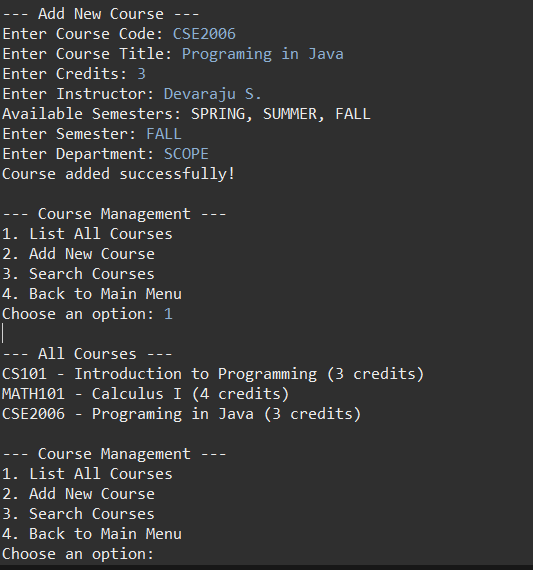 --- Add New Course ---
Enter Course Code: CSE2006
Enter Course Title: Programing in Java
Enter Credits: 3
Enter Instructor: Devaraju S.
Available Semesters: SPRING, SUMMER, FALL
Enter Semester: FALL
Enter Department: SCOPE
Course added successfully!

--- Course Management ---
1. List All Courses
2. Add New Course
3. Search Courses
4. Back to Main Menu
Choose an option: 1

--- All Courses ---
CS101 - Introduction to Programming (3 credits)
MATH101 - Calculus I (4 credits)
CSE2006 - Programing in Java (3 credits)

--- Course Management ---
1. List All Courses
2. Add New Course
3. Search Courses
4. Back to Main Menu
Choose an option: